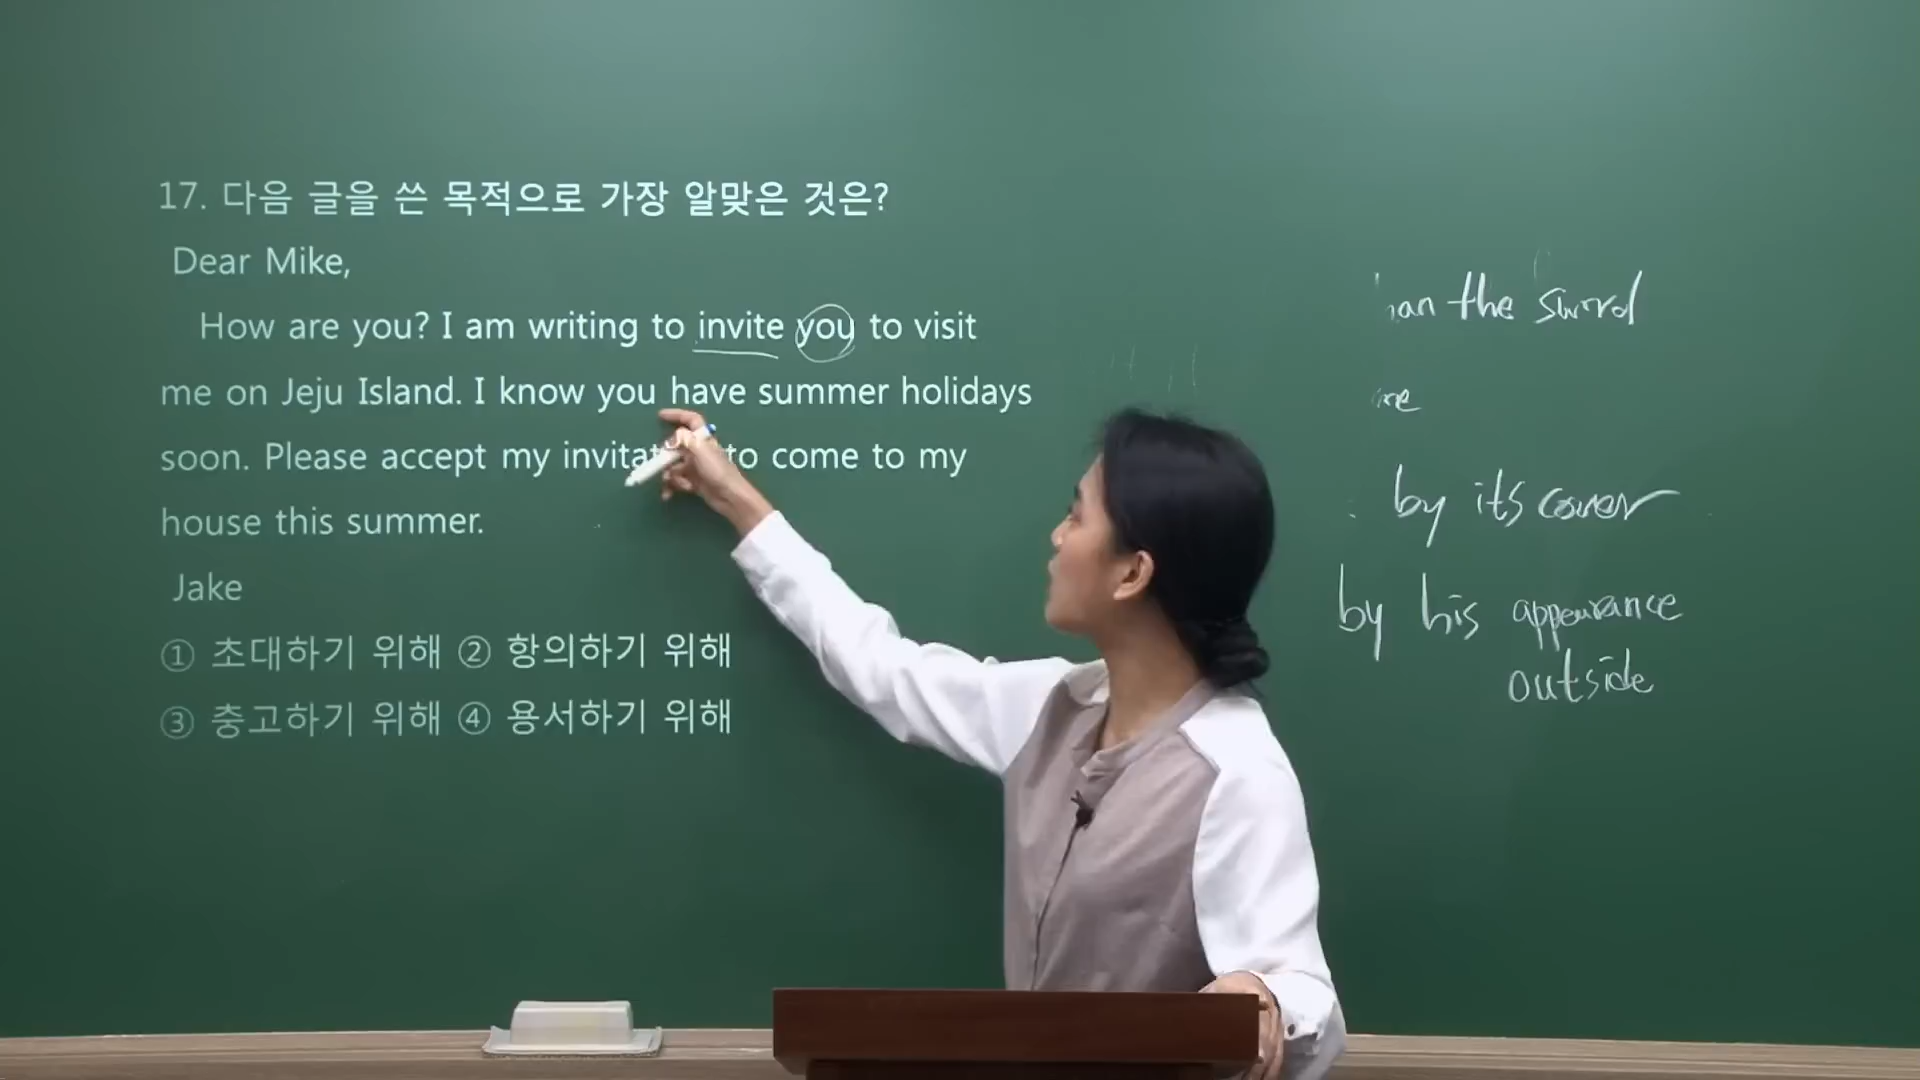 17. 다음 글을 쓴 목적으로 가장 알맞은 것은?
Dear Mike,
How are you? I am writing to invite you to visit
me on Jeju Island. I know you have summer holidays
soon. Please accept my to come to my
house this summer.
Jake
① 초대하기 위해 ② 항의하기 위해
③ 충고하기 위해 ④ 용서하기 위해
the sword
by its cover
by his appearance
outside